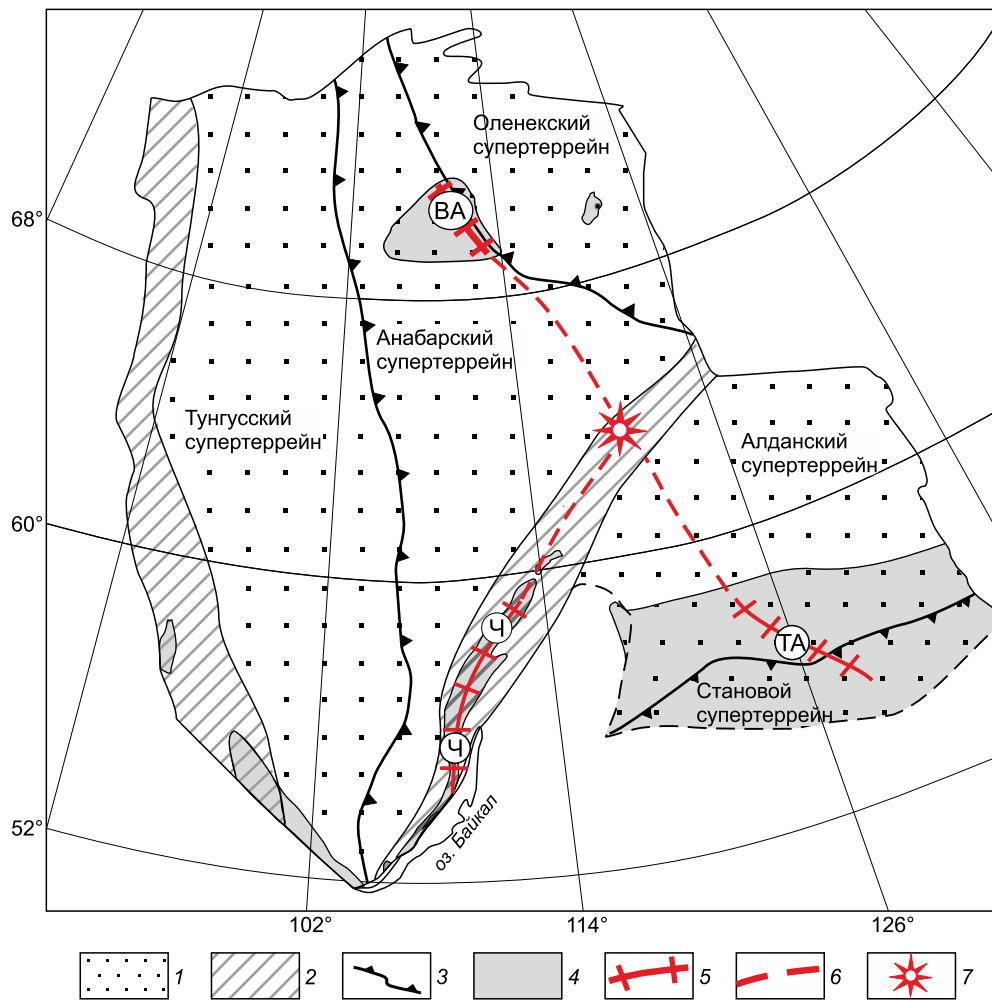 Оленекский
супертеррейн
ВА
68°
Анабарский
супертеррейн
Тунгусский
супертеррейн
Алданский
супертеррейн
60°
Ч
ТА
Становой
супертеррейн
Ч
оз. Байкал
52°
102°
114°
126°
1
2
3
4
5
6
7